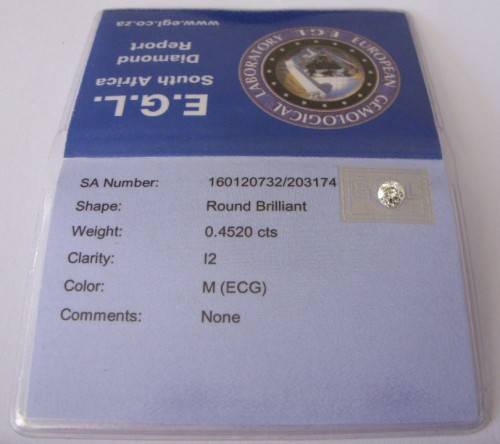 www.egl.co.za
E.G.L.
South Africa
Diamond
Report
EUROPEAN GEMOLOGICAL LABORATORY
E.G.L.
SA Number: 160120732/203174
Shape: Round Brilliant
Weight: 0.4520 cts
Clarity: I2
Color: M (ECG)
Comments: None